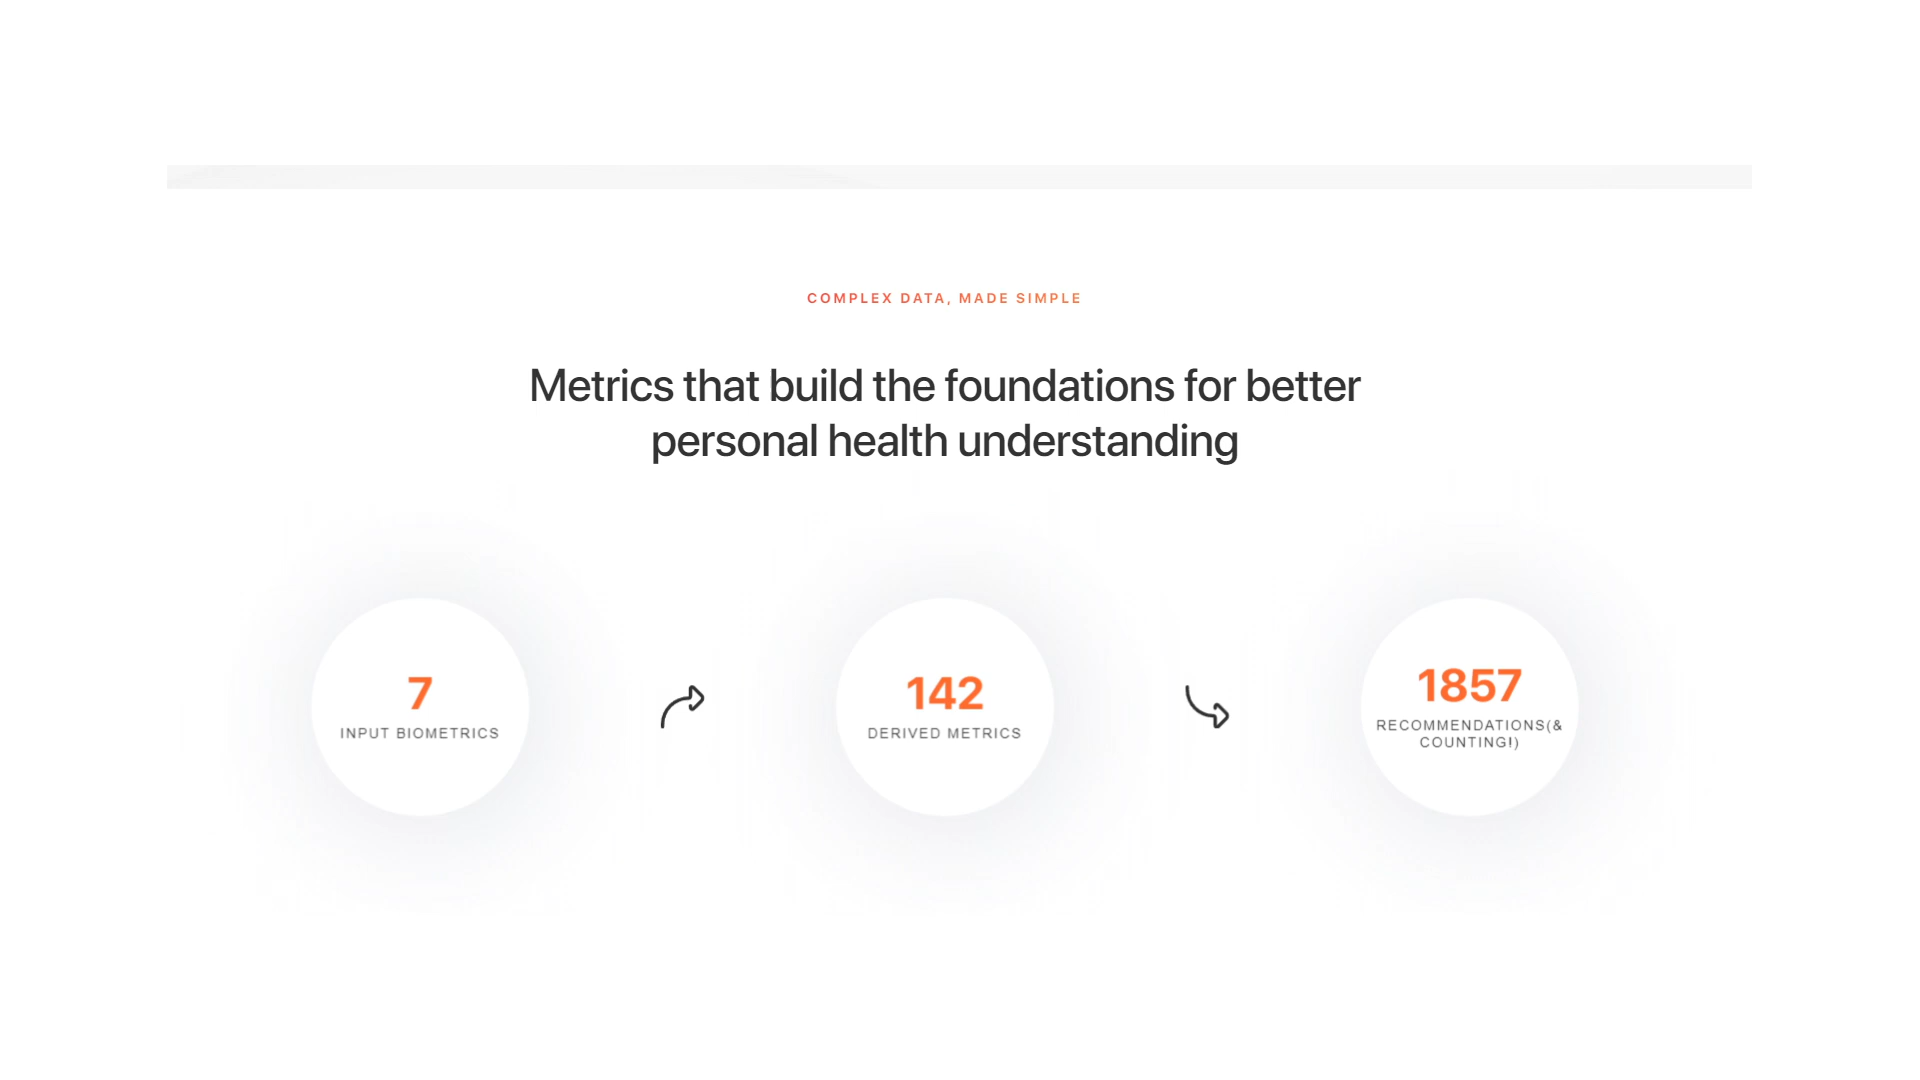 COMPLEX DATA, MADE SIMPLE
Metrics that build the foundations for better
personal health understanding
7
INPUT BIOMETRICS
142
DERIVED METRICS
1857
RECOMMENDATIONS(&
COUNTING!)